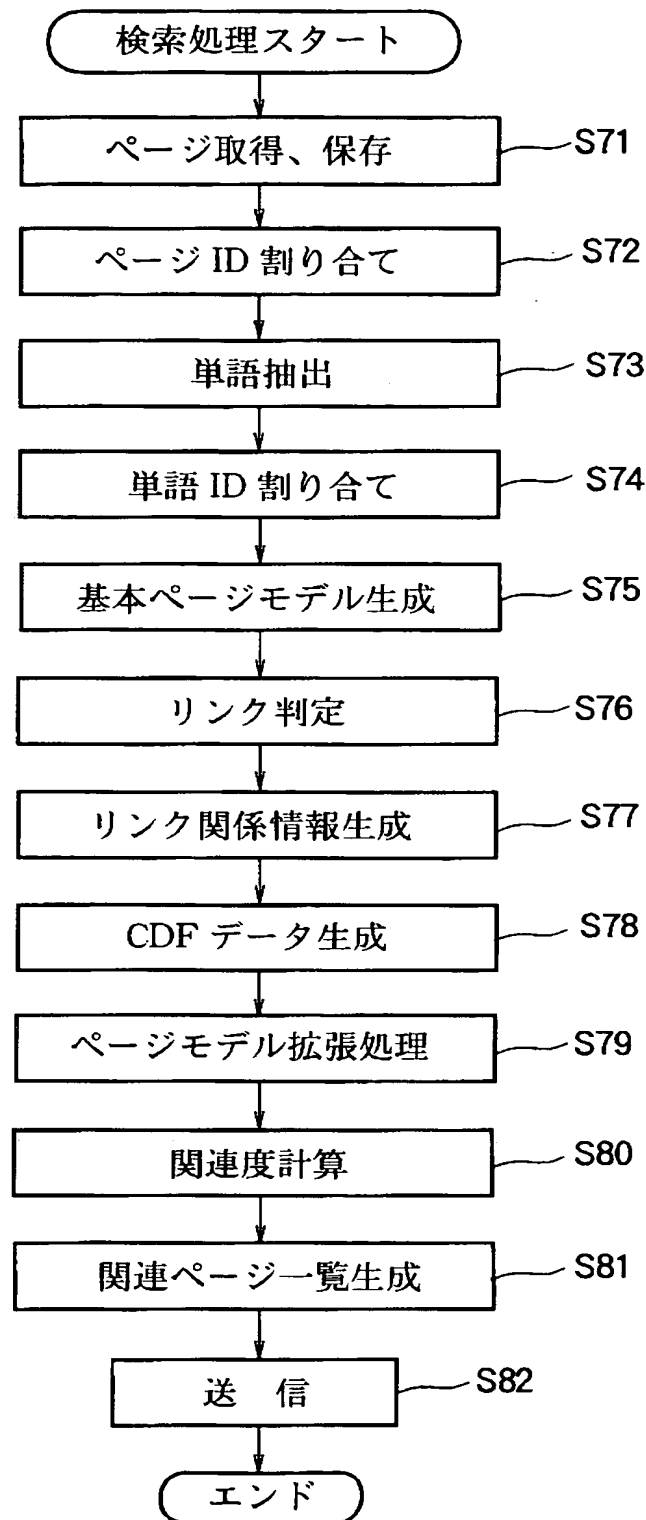 検索処理スタート
ページ取得、保存 S71
ページ ID 割り合て S72
単語抽出 S73
単語 ID 割り合て S74
基本ページモデル生成 S75
リンク判定 S76
リンク関係情報生成 S77
CDF データ生成 S78
ページモデル拡張処理 S79
関連度計算 S80
関連ページ一覧生成 S81
送 信 S82
エンド